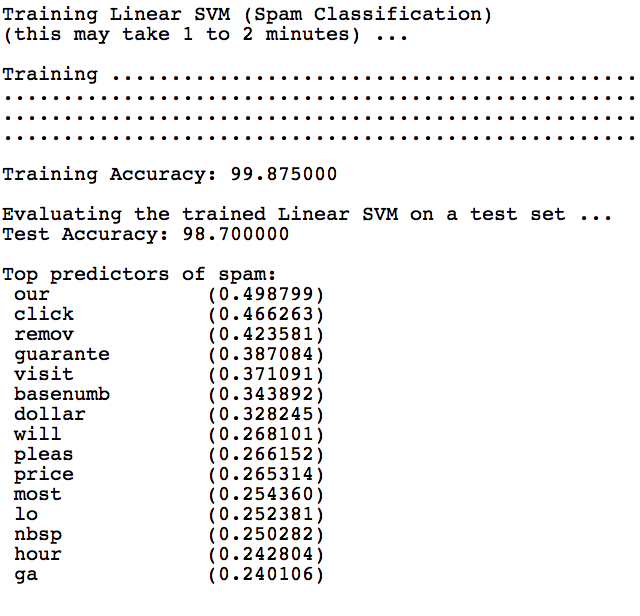 Training Linear SVM (Spam Classification)
(this may take 1 to 2 minutes) ...
Training ............................................
.....................................................
.....................................................
.....................................................
Training Accuracy: 99.875000
Evaluating the trained Linear SVM on a test set ...
Test Accuracy: 98.700000
Top predictors of spam:
our (0.498799)
click (0.466263)
remov (0.423581)
guarante (0.387084)
visit (0.371091)
basenumb (0.343892)
dollar (0.328245)
will (0.268101)
pleas (0.266152)
price (0.265314)
most (0.254360)
lo (0.252381)
nbsp (0.250282)
hour (0.242804)
ga (0.240106)